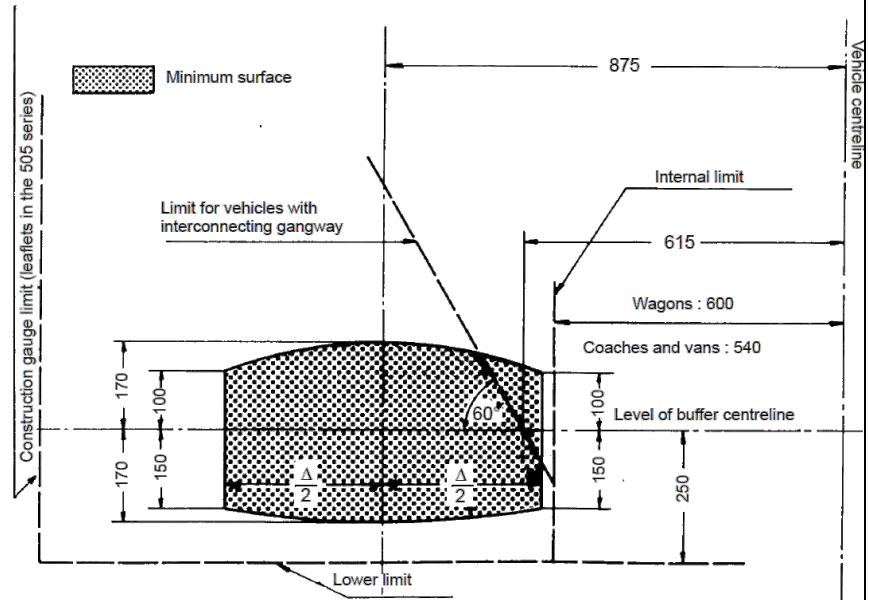 Minimum surface
875
Vehicle centreline
Construction gauge limit (leaflets in the 505 series)
Internal limit
Limit for vehicles with
interconnecting gangway
615
Wagons : 600
Coaches and vans : 540
170
100
60°
100
Level of buffer centreline
170
150
Δ
2
Δ
2
150
250
Lower limit